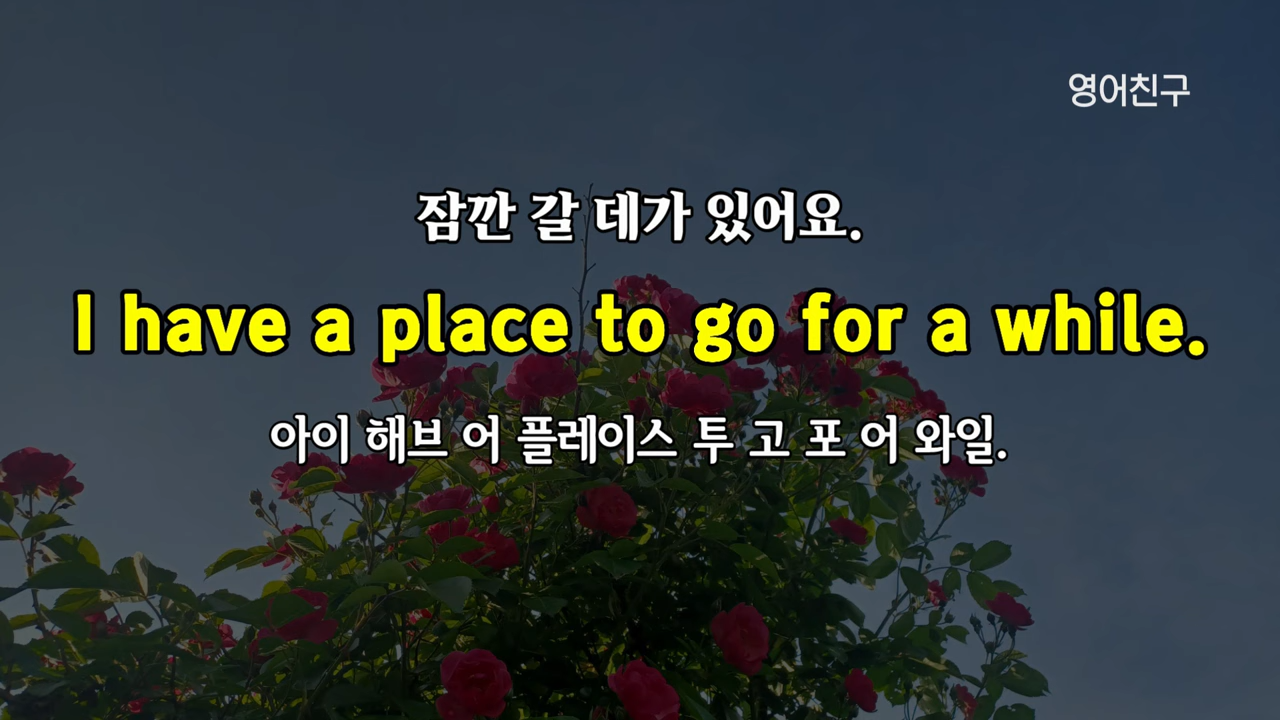 영어친구
잠깐 갈 데가 있어요.
I have a place to go for a while.
아이 해브 어 플레이스 투 고 포 어 와일.